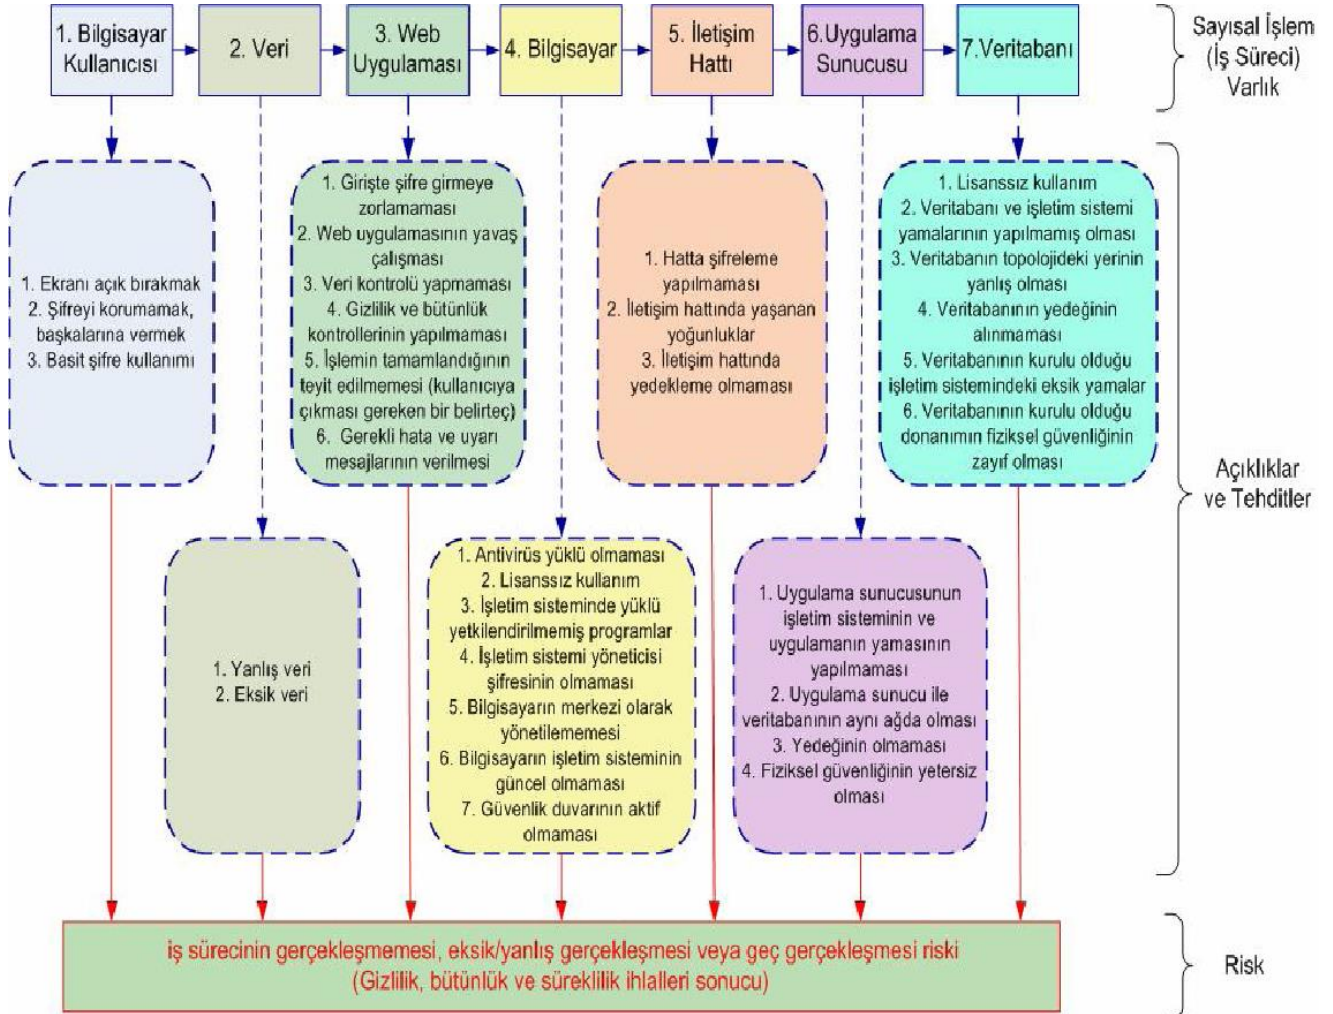 1. Bilgisayar
Kullanıcısı
2. Veri
3. Web
Uygulaması
4. Bilgisayar
5. İletişim
Hattı
6.Uygulama
Sunucusu
7.Veritabanı
Sayısal İşlem
(İş Süreci)
Varlık
1. Ekranı açık bırakmak
2. Şifreyi korumamak,
başkalarına vermek
3. Basit şifre kullanımı
1. Girişte şifre girmeye
zorlamaması
2. Web uygulamasının yavaş
çalışması
3. Veri kontrolü yapmaması
4. Gizlilik ve bütünlük
kontrollerinin yapılmaması
5. İşlemin tamamlandığının
teyit edilmemesi (kullanıcıya
çıkması gereken bir belirteç)
6. Gerekli hata ve uyarı
mesajlarının verilmesi
1. Hatta şifreleme
yapılmaması
2. İletişim hattında yaşanan
yoğunluklar
3. İletişim hattında
yedekleme olmaması
1. Lisanssız kullanım
2. Veritabanı ve işletim sistemi
yamalarının yapılmamış olması
3. Veritabanın topolojideki yerinin
yanlış olması
4. Veritabanının yedeğinin
alınmaması
5. Veritabanının kurulu olduğu
işletim sistemindeki eksik yamalar
6. Veritabanının kurulu olduğu
donanımın fiziksel güvenliğinin
zayıf olması
Açıklıklar
ve Tehditler
1. Yanlış veri
2. Eksik veri
1. Antivirüs yüklü olmaması
2. Lisanssız kullanım
3. İşletim sisteminde yüklü
yetkilendirilmemiş programlar
4. İşletim sistemi yöneticisi
şifresinin olmaması
5. Bilgisayarın merkezi olarak
yönetilememesi
6. Bilgisayarın işletim sisteminin
güncel olmaması
7. Güvenlik duvarının aktif
olmaması
1. Uygulama sunucusunun
işletim sisteminin ve
uygulamanın yamasının
yapılmaması
2. Uygulama sunucu ile
veritabanının aynı ağda olması
3. Yedeğinin olmaması
4. Fiziksel güvenliğinin yetersiz
olması
iş sürecinin gerçekleşmemesi, eksik/yanlış gerçekleşmesi veya geç gerçekleşmesi riski
(Gizlilik, bütünlük ve süreklilik ihlalleri sonucu)
Risk